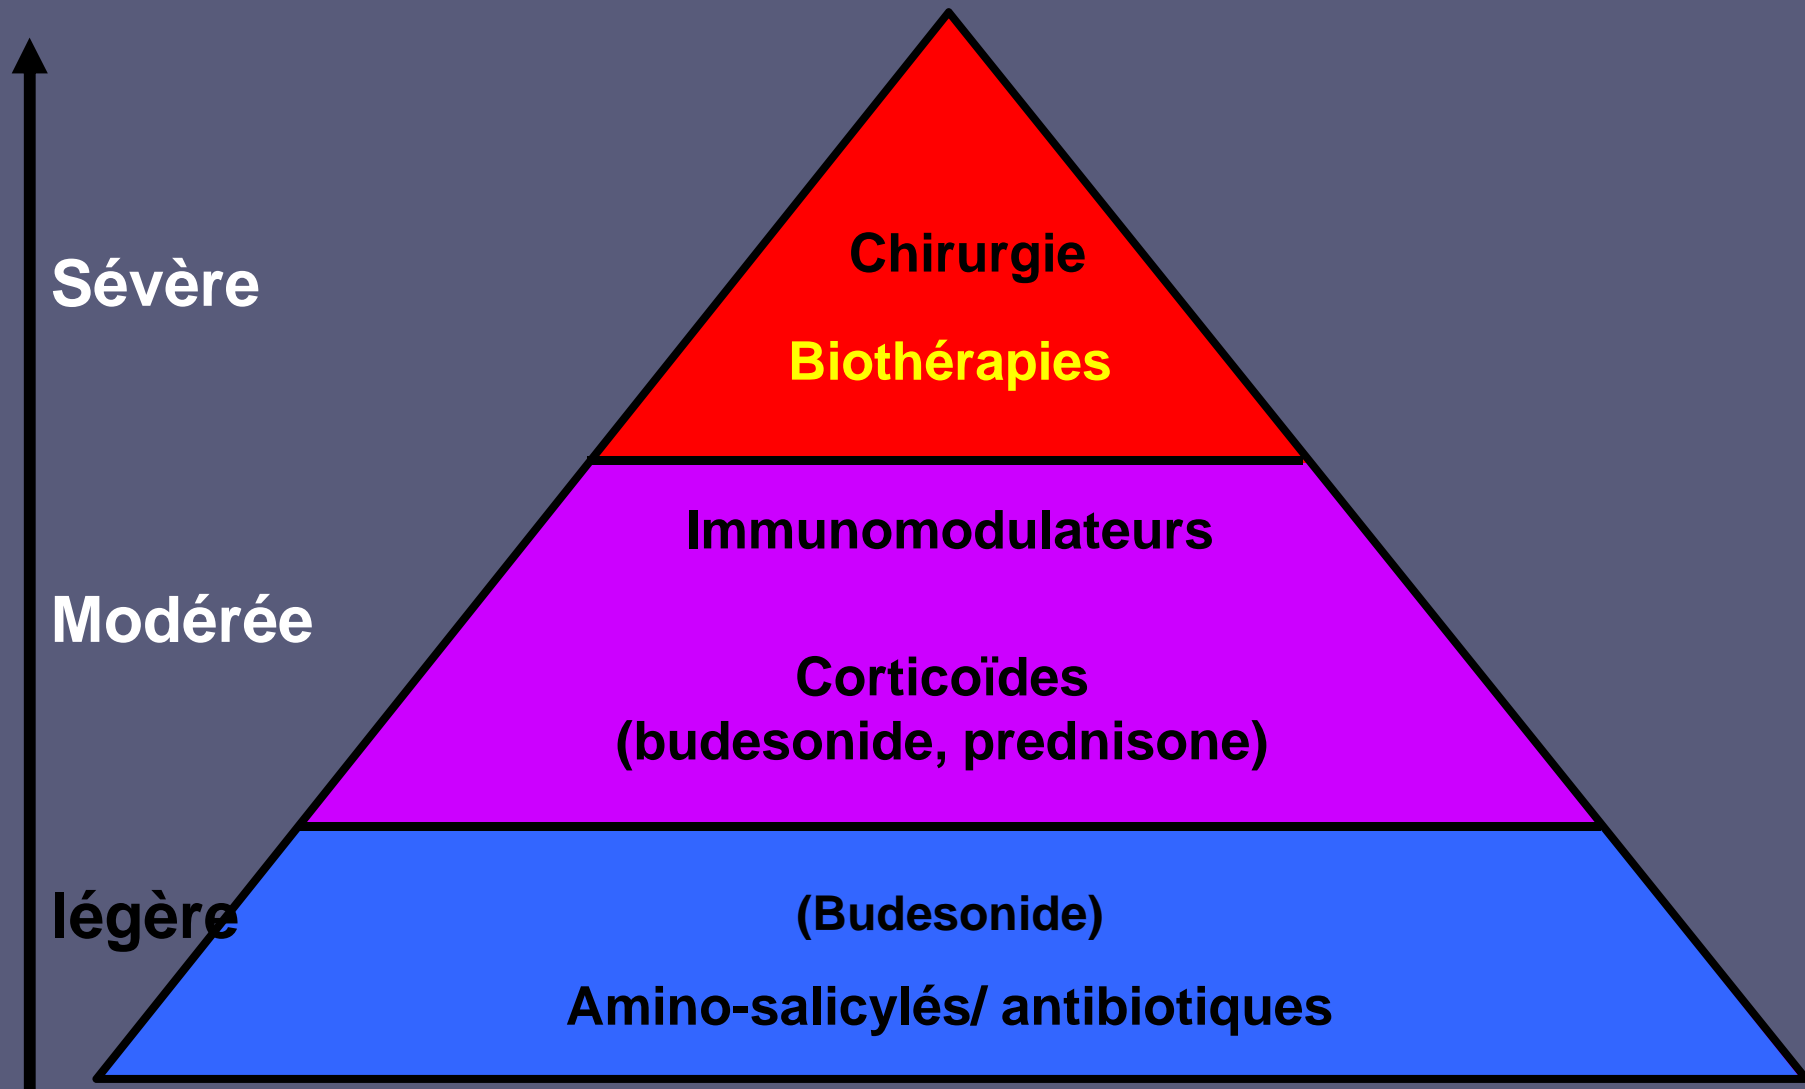 Chirurgie
Sévère
Biothérapies
Immunomodulateurs
Modérée
Corticoïdes
(budesonide, prednisone)
légère
(Budesonide)
Amino-salicylés/ antibiotiques